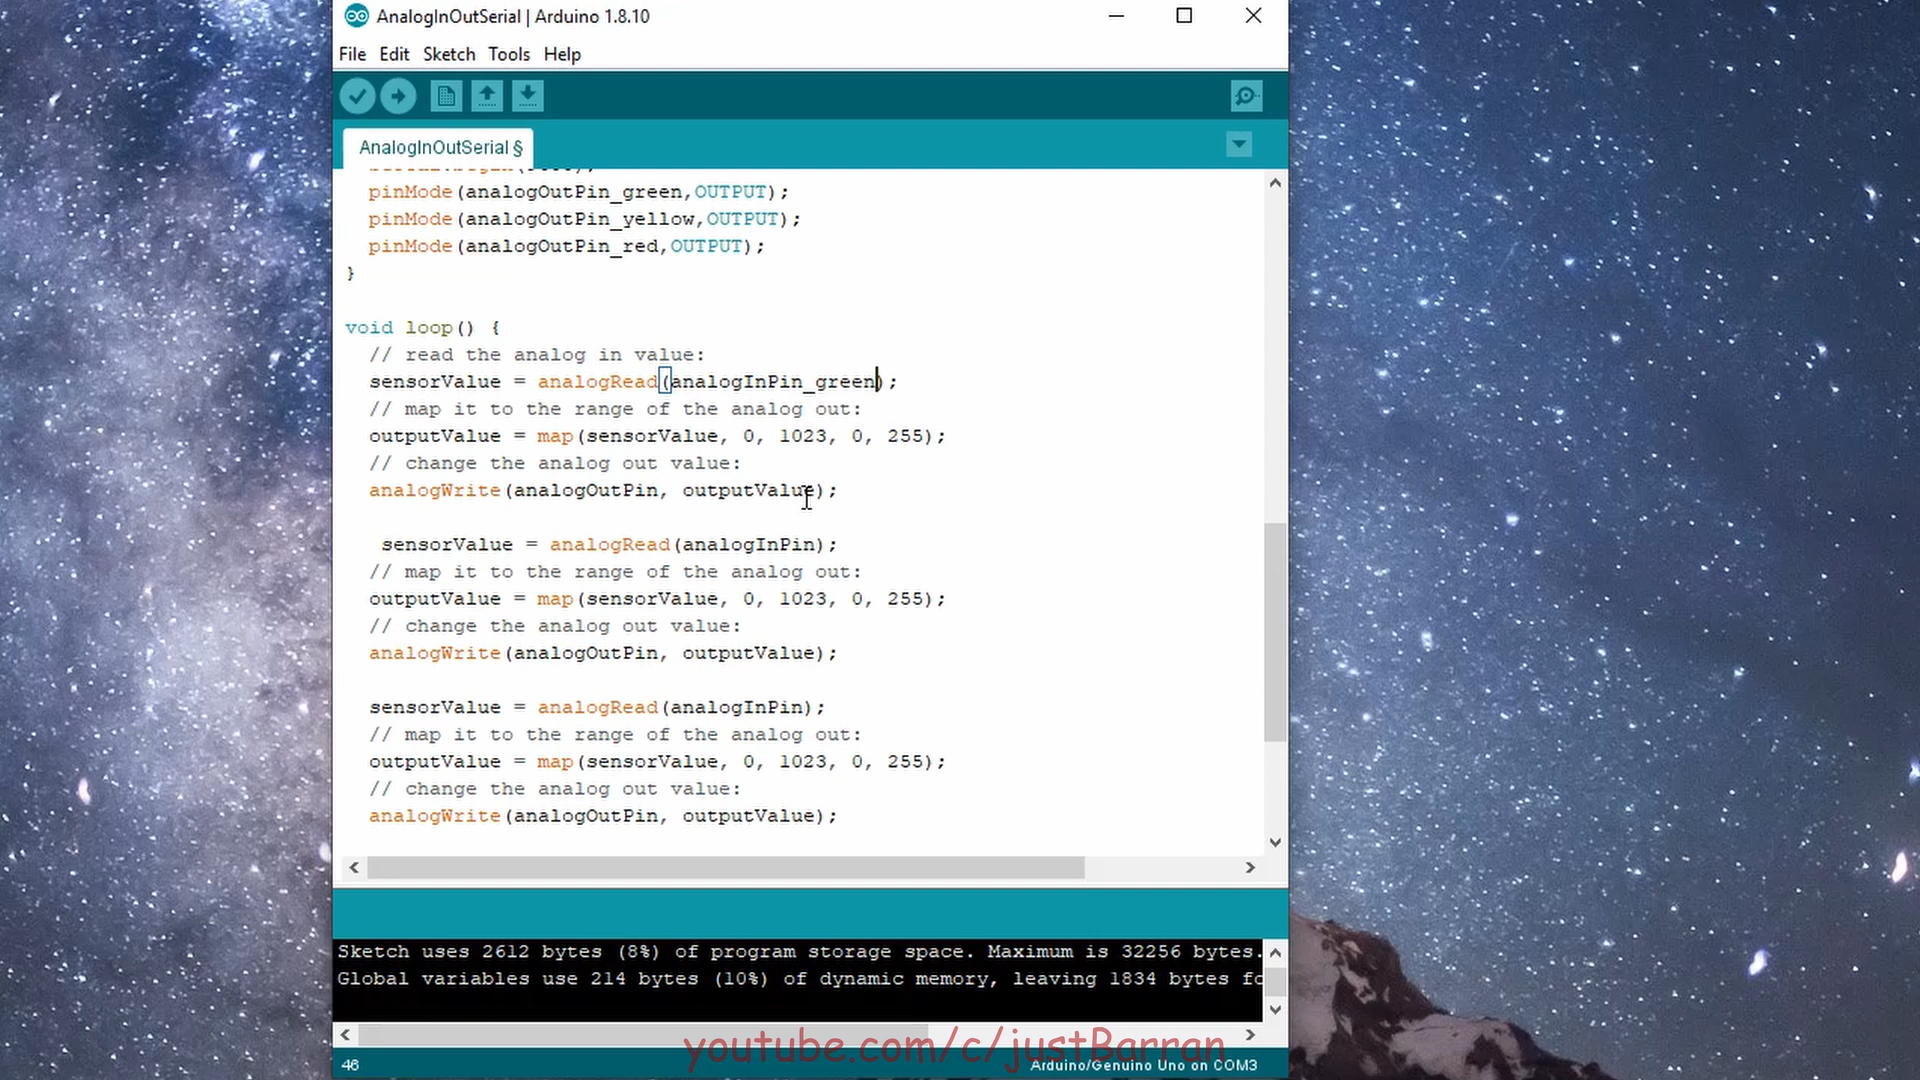 AnalogInOutSerial | Arduino 1.8.10
File Edit Sketch Tools Help
AnalogInOutSerial §
pinMode(analogOutPin_green,OUTPUT);
pinMode(analogOutPin_yellow,OUTPUT);
pinMode(analogOutPin_red,OUTPUT);
}
void loop() {
// read the analog in value:
sensorValue = analogRead(analogInPin_green);
// map it to the range of the analog out:
outputValue = map(sensorValue, 0, 1023, 0, 255);
// change the analog out value:
analogWrite(analogOutPin, outputValue);
sensorValue = analogRead(analogInPin);
// map it to the range of the analog out:
outputValue = map(sensorValue, 0, 1023, 0, 255);
// change the analog out value:
analogWrite(analogOutPin, outputValue);
sensorValue = analogRead(analogInPin);
// map it to the range of the analog out:
outputValue = map(sensorValue, 0, 1023, 0, 255);
// change the analog out value:
analogWrite(analogOutPin, outputValue);
Sketch uses 2612 bytes (8%) of program storage space. Maximum is 32256 bytes.
Global variables use 214 bytes (10%) of dynamic memory, leaving 1834 bytes fo
youtube.com/c/justBarran
46 Arduino/Genuino Uno on COM3